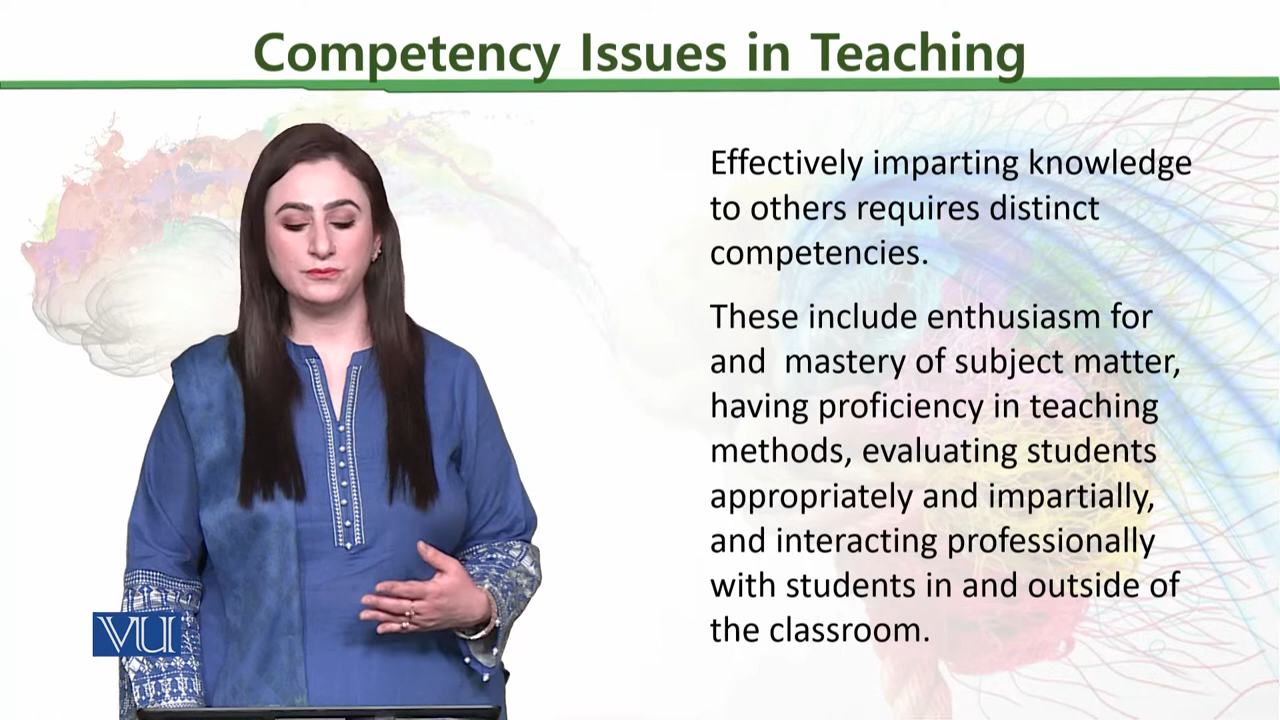 Competency Issues in Teaching
Effectively imparting knowledge
to others requires distinct
competencies.
These include enthusiasm for
and  mastery of subject matter,
having proficiency in teaching
methods, evaluating students
appropriately and impartially,
and interacting professionally
with students in and outside of
the classroom.
VU